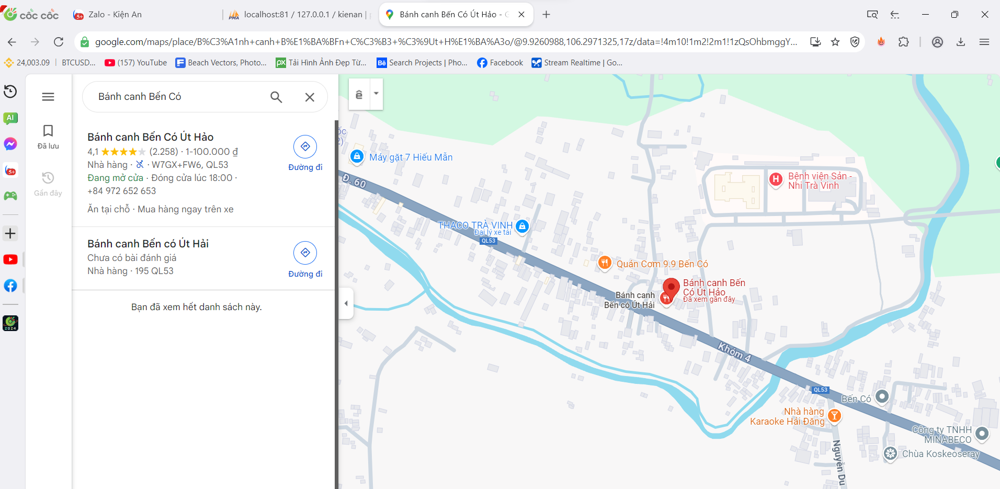 cốc cốc
5+
Zalo - Kiện An
PMA
localhost:81 / 127.0.0.1 / kienan |
Bánh canh Bến Có Út Hảo -
google.com/maps/place/B%C3%A1nh+canh+B%E1%BA%BFn+C%C3%B3+%C3%9Ut+H%E1%BA%A3o/@9.9260988,106.2971325,17z/data=!4m10!1m2!2m1!1zQsOhbmggY...
24,003.09
BTCUSD...
(157) YouTube
Beach Vectors, Photo...
px
Tải Hình Ảnh Đẹp Từ...
Bē
Search Projects | Pho...
Facebook
Stream Realtime | Go...
AI
5+
2024
Đã lưu
Gần đây
Bánh canh Bến Có
Bánh canh Bến Có Út Hảo
4,1 (2.258) · 1-100.000 ₫
Nhà hàng · · W7GX+FW6, QL53
Đang mở cửa · Đóng cửa lúc 18:00 ·
+84 972 652 653
Ăn tại chỗ · Mua hàng ngay trên xe
Đường đi
Bánh canh Bến có Út Hải
Chưa có bài đánh giá
Nhà hàng · 195 QL53
Đường đi
Bạn đã xem hết danh sách này.
ê
ốc
2)
Máy gặt 7 Hiếu Mẫn
Đ. 60
THACO TRÀ VINH
Đại lý xe tải
QL53
H
Bệnh viện Sản -
Nhi Trà Vinh
Quán Cơm 9.9 Bến Có
Bánh canh Bến
Có Út Hảo
Đã xem gần đây
Bánh canh
Bến có Út Hải
Khóm 4
QL53
Bến Có
Nhà hàng
Karaoke Hải Đăng
Công ty TNHH
MINABECO
Chùa Koskeoseray
Nguyễn Du